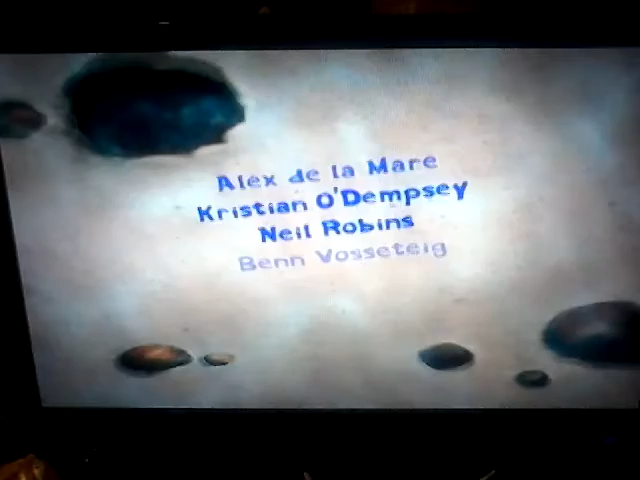 Alex de la Mare
Kristian O'Dempsey
Neil Robins
Benn Vosseteig